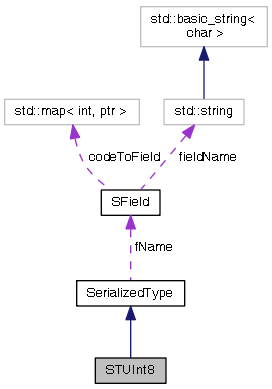 std::basic_string<
char >
std::map< int, ptr >
std::string
codeToField
fieldName
SField
fName
SerializedType
STUInt8